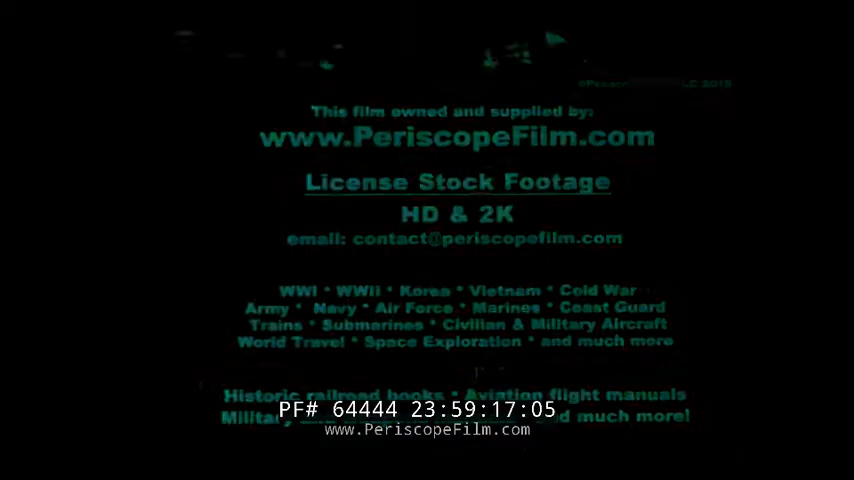 LC 2015
This film owned and supplied by:
www.PeriscopeFilm.com
License Stock Footage
HD & 2K
email: contact@periscopefilm.com
WWI * WWII * Korea * Vietnam * Cold War
Army * Navy * Air Force * Marines * Coast Guard
Trains * Submarines * Civilian & Military Aircraft
World Travel * Space Exploration * and much more
Historic railroad books * Aviation flight manuals
and much more!
PF# 64444 23:59:17:05
www.PeriscopeFilm.com